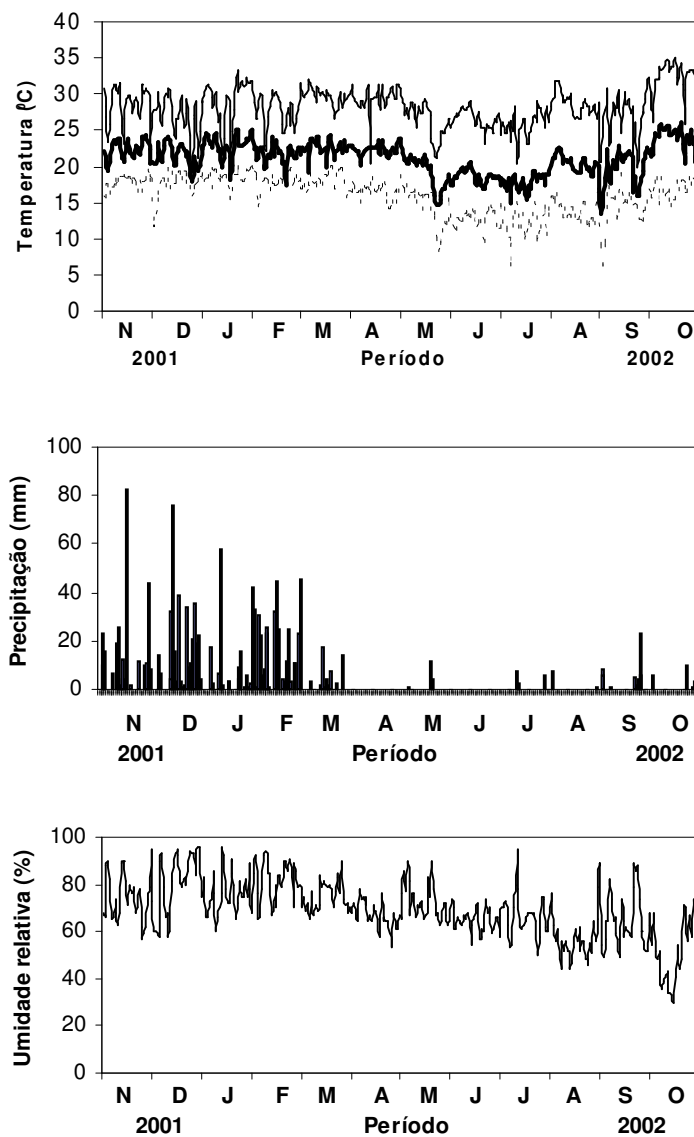 40
35
30
25
20
15
10
5
0
Temperatura (ºC)
N D J F M A M J J A S O
2001 Período 2002
100
80
60
40
20
0
Precipitação (mm)
N D J F M A M J J A S O
2001 Período 2002
100
80
60
40
20
0
Umidade relativa (%)
N D J F M A M J J A S O
2001 Período 2002